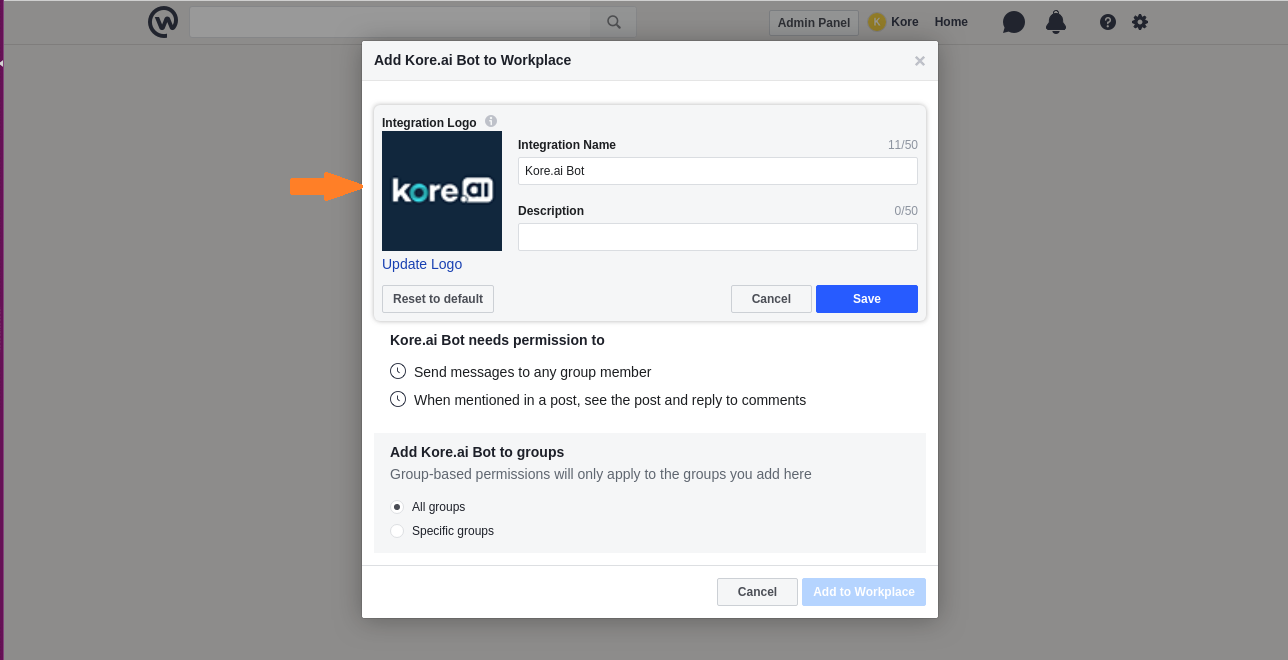 Admin Panel K Kore Home
Add Kore.ai Bot to Workplace
Integration Logo
kore.ai
Integration Name 11/50
Kore.ai Bot
Description 0/50
Update Logo
Reset to default Cancel Save
Kore.ai Bot needs permission to
Send messages to any group member
When mentioned in a post, see the post and reply to comments
Add Kore.ai Bot to groups
Group-based permissions will only apply to the groups you add here
All groups
Specific groups
Cancel Add to Workplace